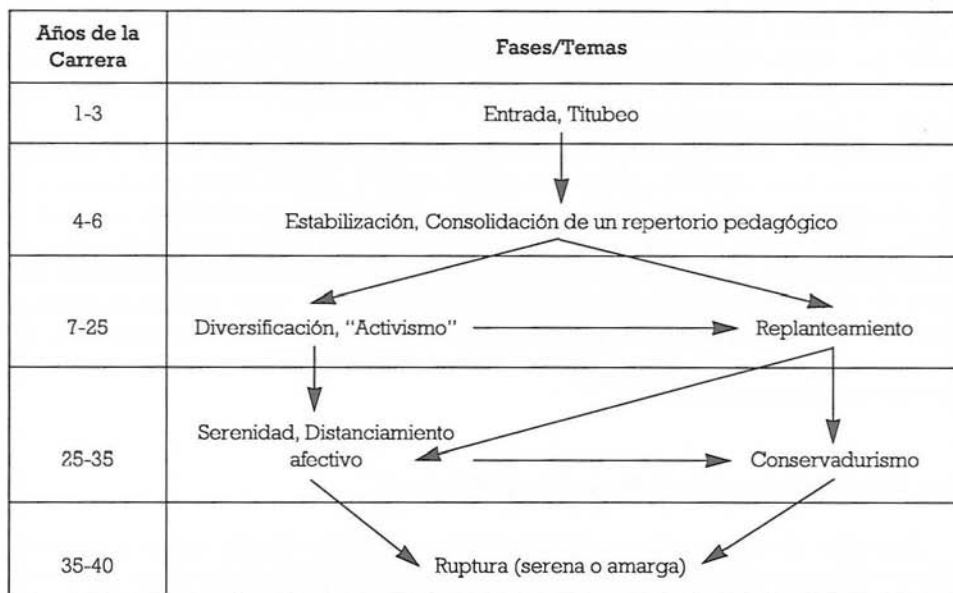 Años de la
Carrera
Fases/Temas
1-3
Entrada, Titubeo
4-6
Estabilización, Consolidación de un repertorio pedagógico
7-25
Diversificación, "Activismo"
Replanteamiento
25-35
Serenidad, Distanciamiento
afectivo
Conservadurismo
35-40
Ruptura (serena o amarga)